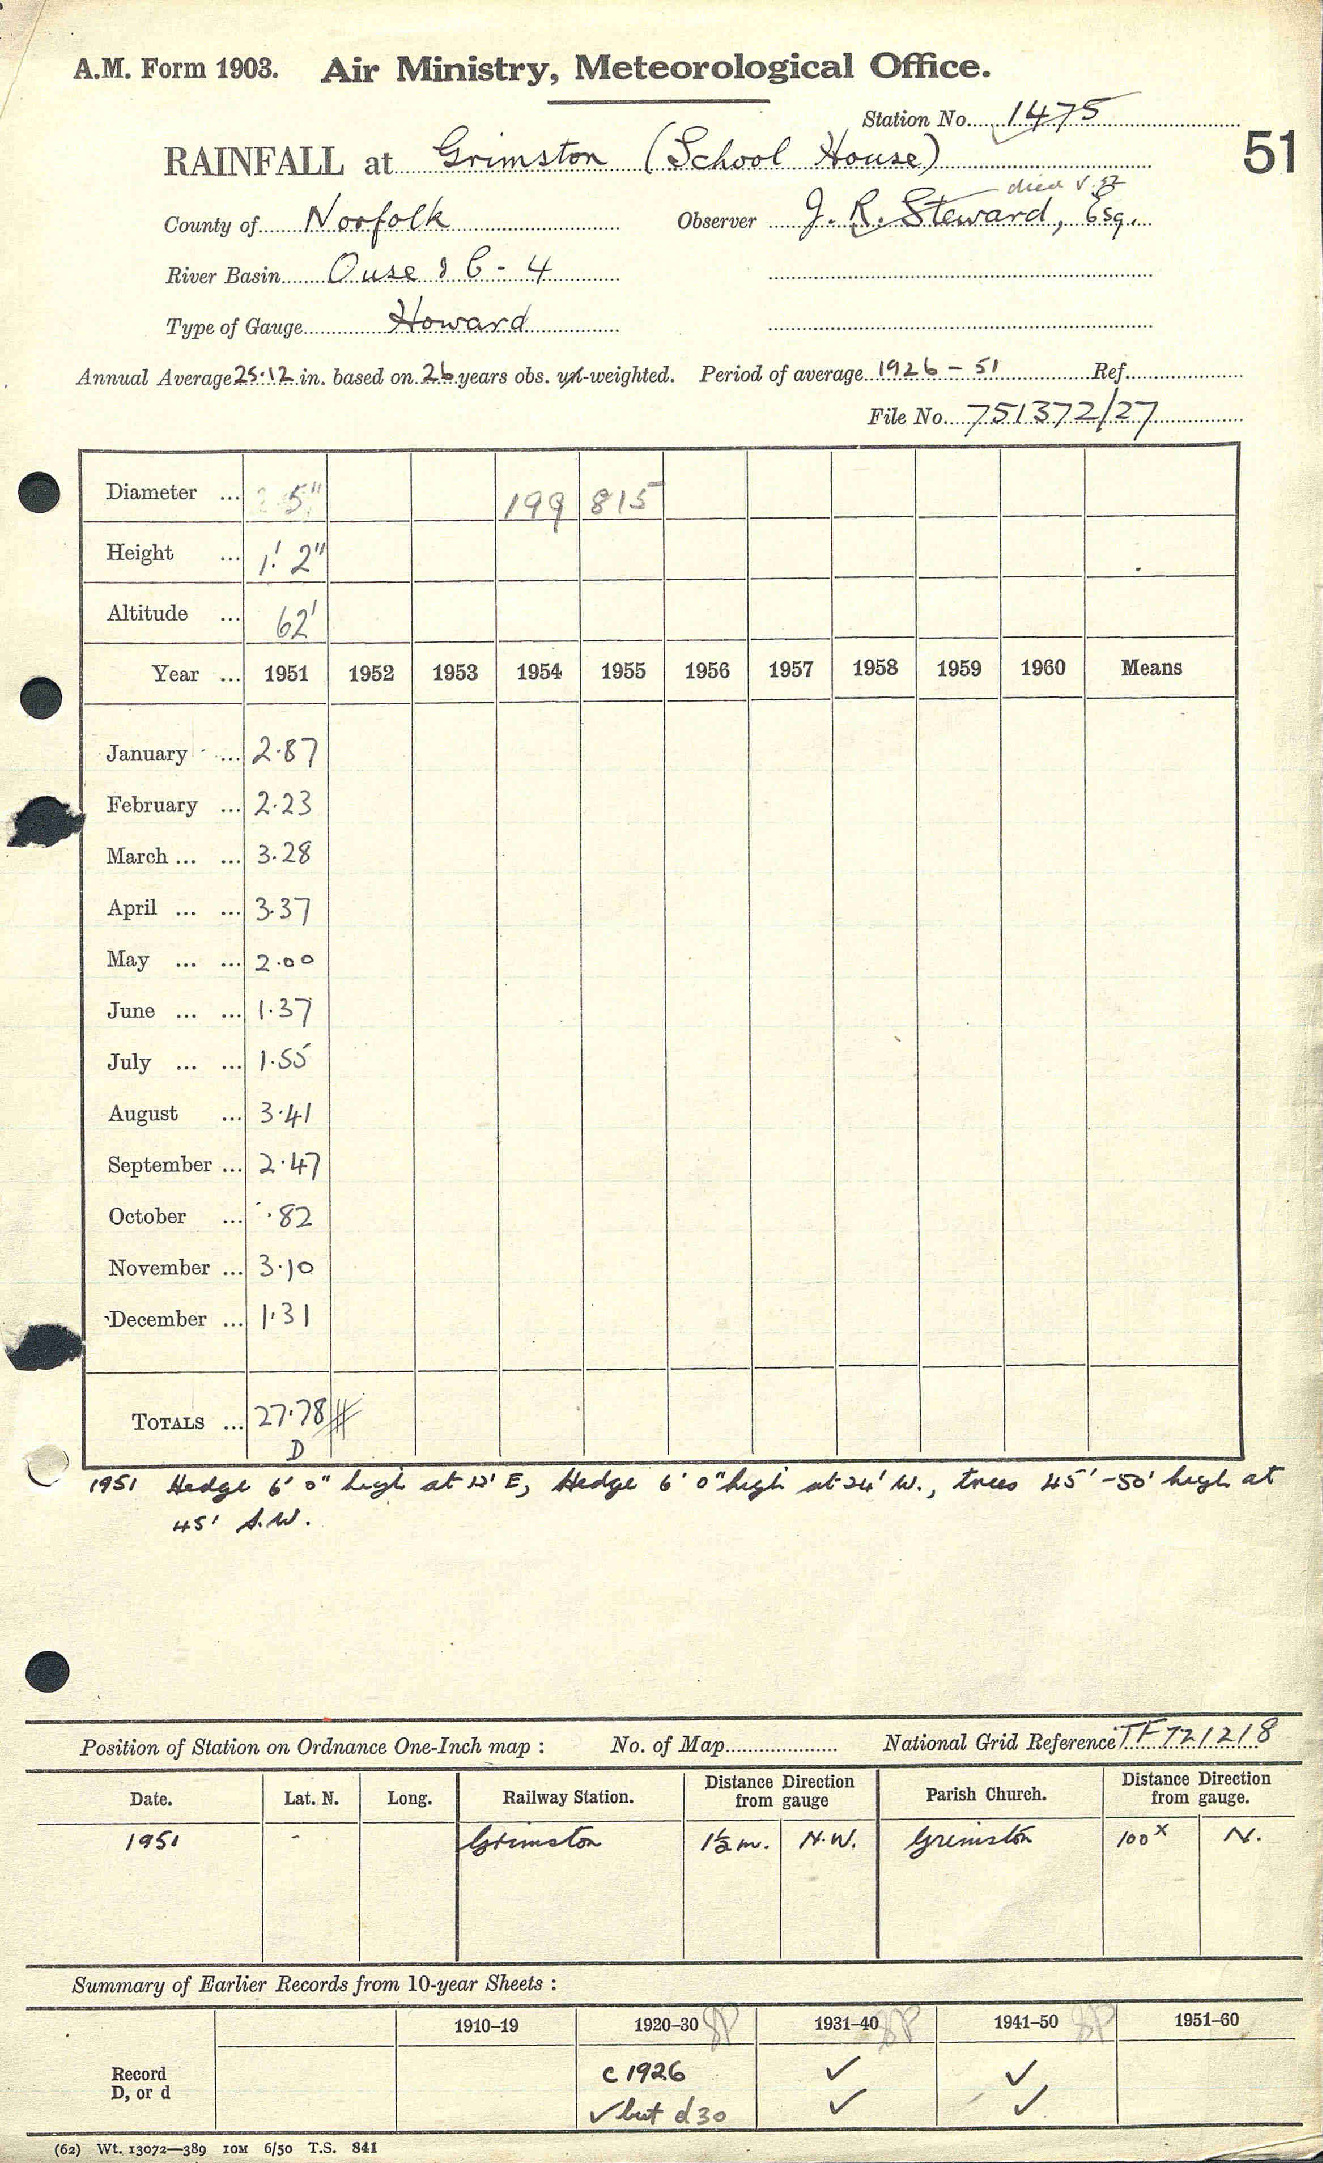 A.M. Form 1903. Air Ministry, Meteorological Office.
Station No. 1475
51
RAINFALL at Grimston (School House)
died V.52
County of Norfolk Observer J. R. Steward, Esq.
River Basin Ouse & C - 4
Type of Gauge Howard
Annual Average 25.12 in. based on 26 years obs. un-weighted. Period of average 1926 - 51 Ref.
File No. 751372/27
Diameter ... 5" 199 815
Height ... 1' 2"
Altitude ... 62'
Year ... 1951 1952 1953 1954 1955 1956 1957 1958 1959 1960 Means
January ... 2.87
February ... 2.23
March ... ... 3.28
April ... ... 3.37
May ... ... 2.00
June ... ... 1.37
July ... ... 1.55
August ... 3.41
September ... 2.47
October ... .82
November ... 3.10
December ... 1.31
TOTALS ... 27.78
D
1951 Hedge 6' 0" high at 12' E, Hedge 6' 0" high at 24' W., trees 45'-50' high at
45' S.W.
Position of Station on Ordnance One-Inch map : No. of Map National Grid Reference TF 721218
Date. Lat. N. Long. Railway Station. Distance Direction from gauge Parish Church. Distance Direction from gauge.
1951 - Grimston 1½ m. N.W. Grimston 100x N.
Summary of Earlier Records from 10-year Sheets :
1910–19 1920–30 SP 1931–40 SP 1941–50 SP 1951–60
Record c 1926 ✓ ✓
D, or d ✓ but d30 ✓ ✓
(62) Wt. 13072—389 10M 6/50 T.S. 841